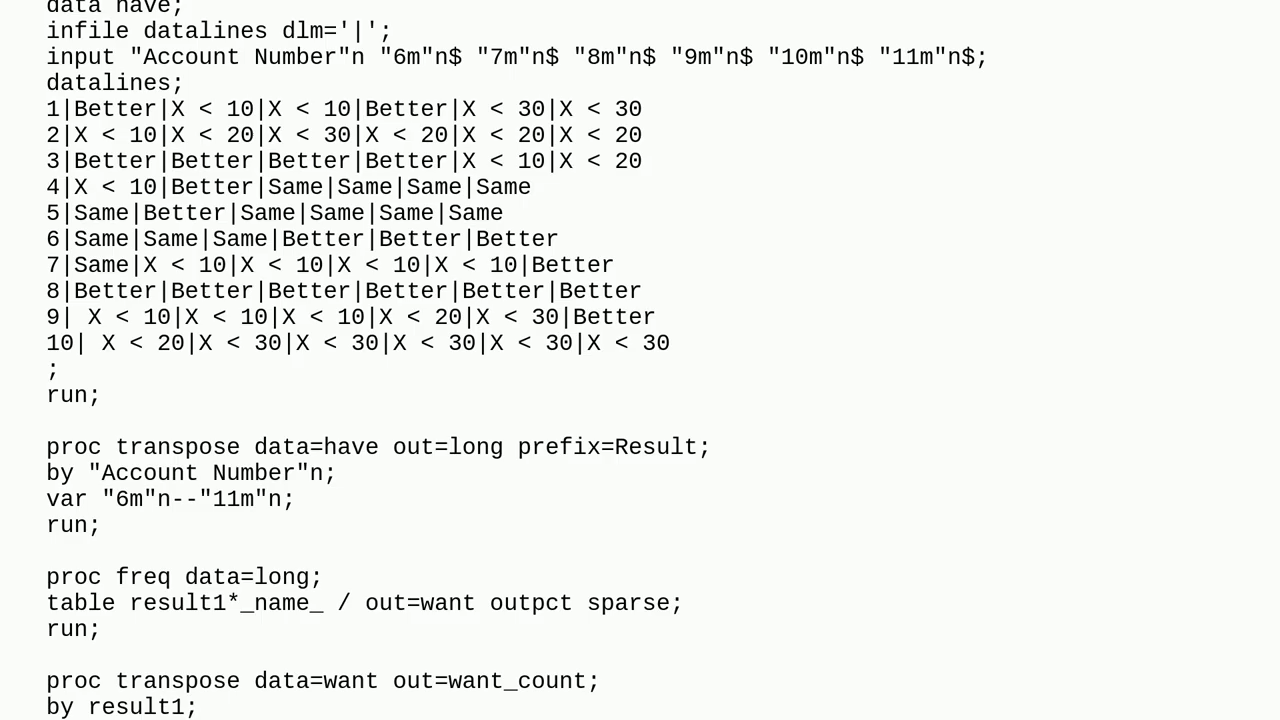 data have;
infile datalines dlm='|';
input "Account Number"n "6m"n$ "7m"n$ "8m"n$ "9m"n$ "10m"n$ "11m"n$;
datalines;
1|Better|X < 10|X < 10|Better|X < 30|X < 30
2|X < 10|X < 20|X < 30|X < 20|X < 20|X < 20
3|Better|Better|Better|Better|X < 10|X < 20
4|X < 10|Better|Same|Same|Same|Same
5|Same|Better|Same|Same|Same|Same
6|Same|Same|Same|Better|Better|Better
7|Same|X < 10|X < 10|X < 10|X < 10|Better
8|Better|Better|Better|Better|Better|Better
9| X < 10|X < 10|X < 10|X < 20|X < 30|Better
10| X < 20|X < 30|X < 30|X < 30|X < 30|X < 30
;
run;

proc transpose data=have out=long prefix=Result;
by "Account Number"n;
var "6m"n--"11m"n;
run;

proc freq data=long;
table result1*_name_ / out=want outpct sparse;
run;

proc transpose data=want out=want_count;
by result1;